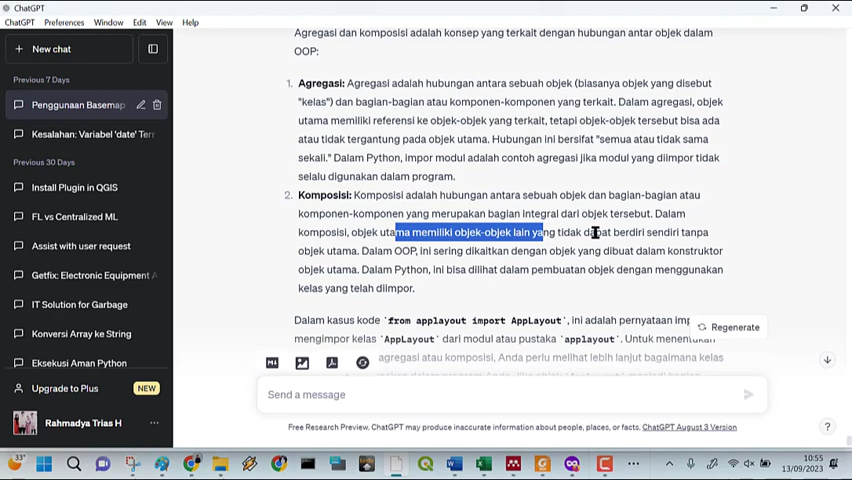 ChatGPT
ChatGPT Preferences Edit View Window History Help
New chat
Previous 7 Days
Penggunaan Basemap
Kesalahan: Variabel 'date' Terr
Previous 30 Days
Install Plugin in QGIS
FL vs Centralized ML
Assist with user request
Getfix: Electronic Equipment A
IT Solution for Garbage
Konversi Array ke String
Eksekusi Aman Python
Upgrade to Plus NEW
Rahmadya Trias H
Agregasi dan komposisi adalah konsep yang terkait dengan hubungan antar objek dalam
OOP:
1. Agregasi: Agregasi adalah hubungan antara sebuah objek (biasanya objek yang disebut
"kelas") dan bagian-bagian atau komponen-komponen yang terkait. Dalam agregasi, objek
utama memiliki referensi ke objek-objek yang terkait, tetapi objek-objek tersebut bisa ada
atau tidak tergantung pada objek utama. Hubungan ini bersifat "semua atau tidak sama
sekali." Dalam Python, impor modul adalah contoh agregasi jika modul yang diimpor tidak
selalu digunakan dalam program.
2. Komposisi: Komposisi adalah hubungan antara sebuah objek dan bagian-bagian atau
komponen-komponen yang merupakan bagian integral dari objek tersebut. Dalam
komposisi, objek utama memiliki objek-objek lain yang tidak dapat berdiri sendiri tanpa
objek utama. Dalam OOP, ini sering dikaitkan dengan objek yang dibuat dalam konstruktor
objek utama. Dalam Python, ini bisa dilihat dalam pembuatan objek dengan menggunakan
kelas yang telah diimpor.
Dalam kasus kode `from applayout import AppLayout`, ini adalah pernyataan imp
mengimpor kelas `AppLayout` dari modul atau pustaka `applayout`. Untuk menentukan
agregasi atau komposisi, Anda perlu melihat lebih lanjut bagaimana kelas
Regenerate
Send a message
Free Research Preview. ChatGPT may produce inaccurate information about people, places, or facts. ChatGPT August 3 Version
?
33°
10:55
13/09/2023